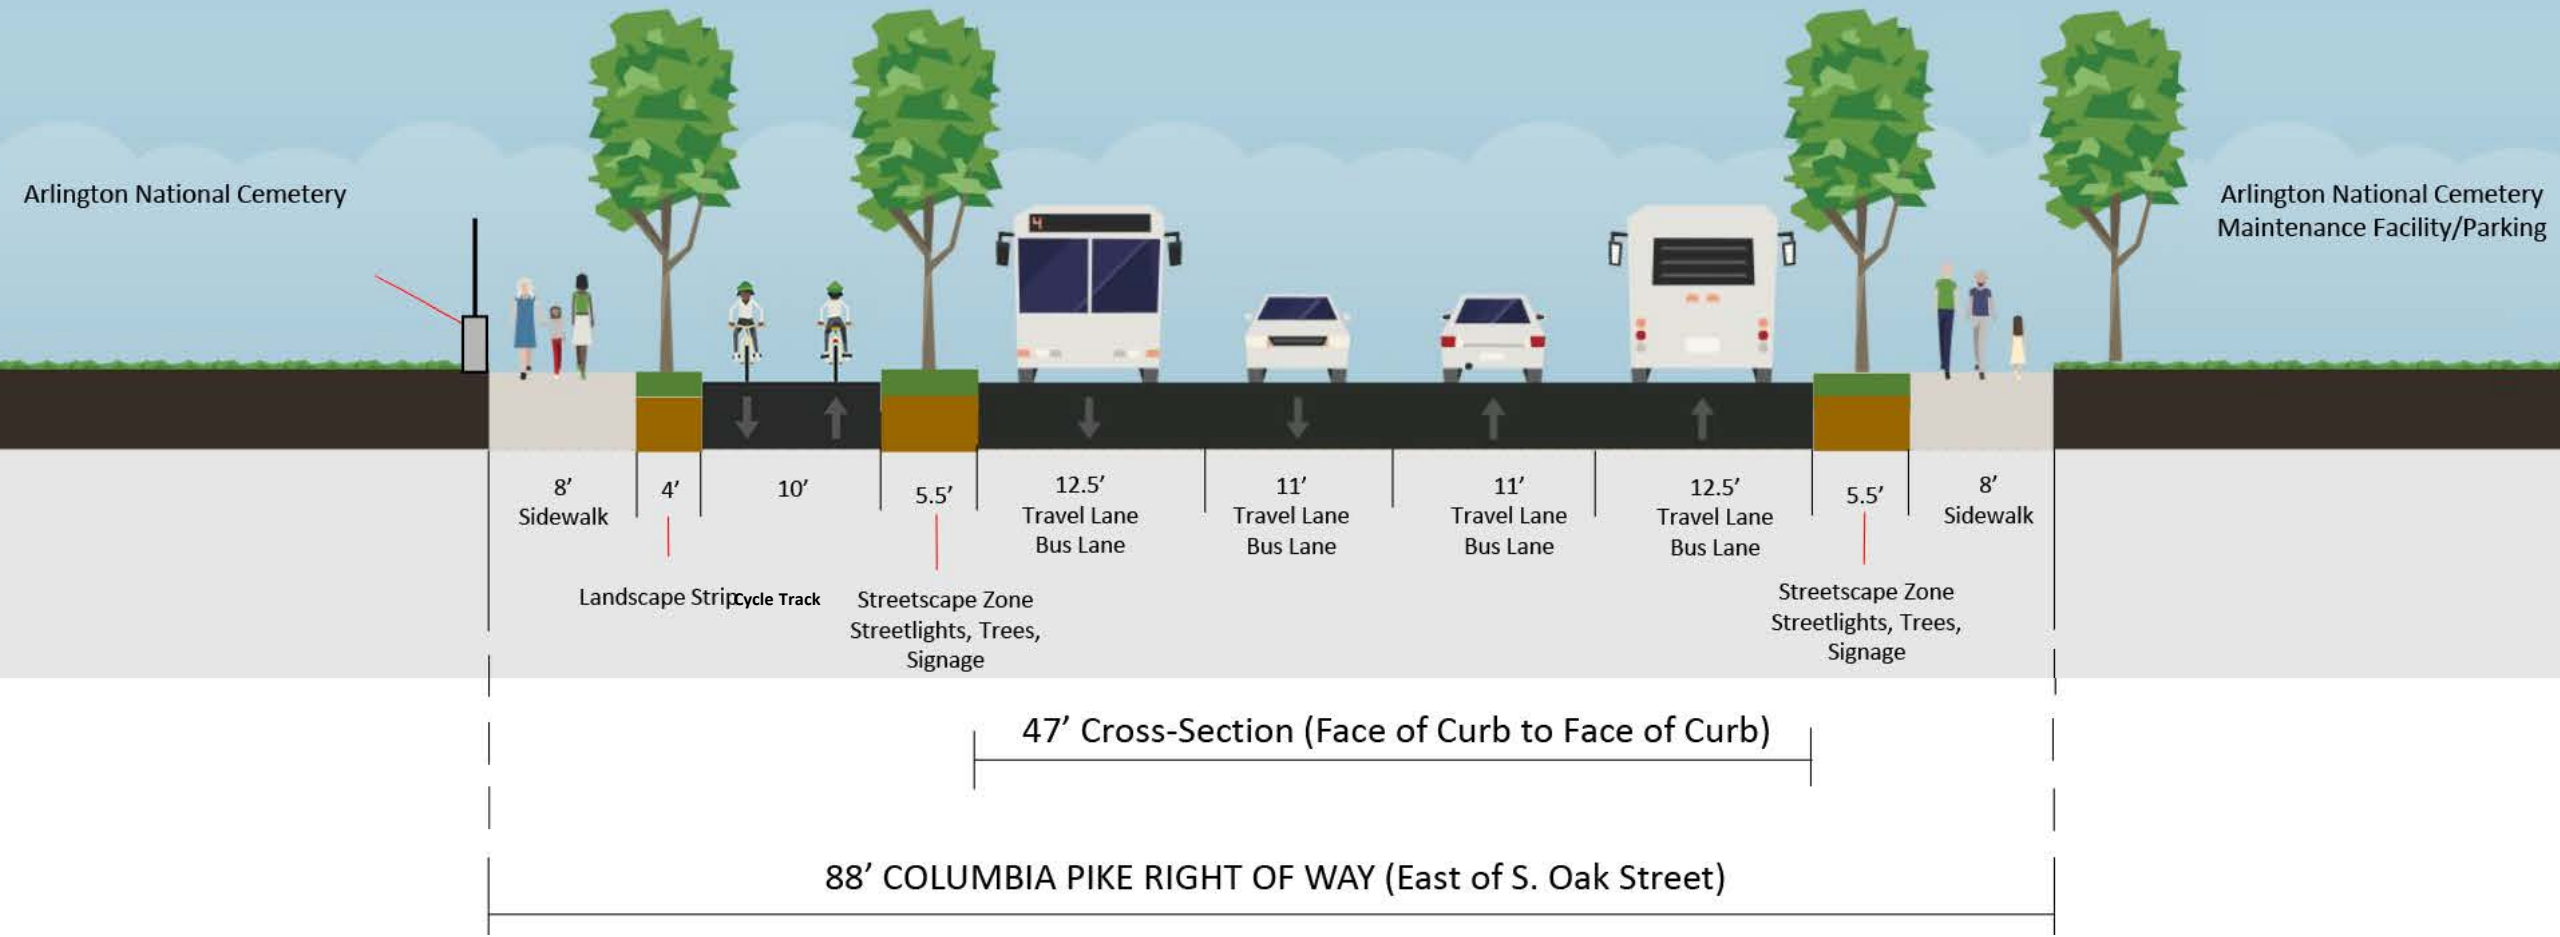 Arlington National Cemetery
Arlington National Cemetery
Maintenance Facility/Parking
4
8’
Sidewalk
4’
Landscape Strip
10’
Cycle Track
5.5’
Streetscape Zone
Streetlights, Trees,
Signage
12.5’
Travel Lane
Bus Lane
11’
Travel Lane
Bus Lane
11’
Travel Lane
Bus Lane
12.5’
Travel Lane
Bus Lane
5.5’
Streetscape Zone
Streetlights, Trees,
Signage
8’
Sidewalk
47’ Cross-Section (Face of Curb to Face of Curb)
88’ COLUMBIA PIKE RIGHT OF WAY (East of S. Oak Street)